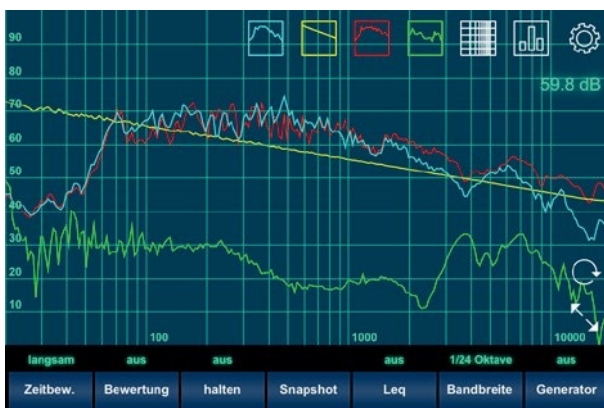 90
59.8 dB
70
60
50
40
30
20
10
100 1000 10000
langsam aus aus aus 1/24 Oktave aus
Zeitbew. Bewertung halten Snapshot Leq Bandbreite Generator